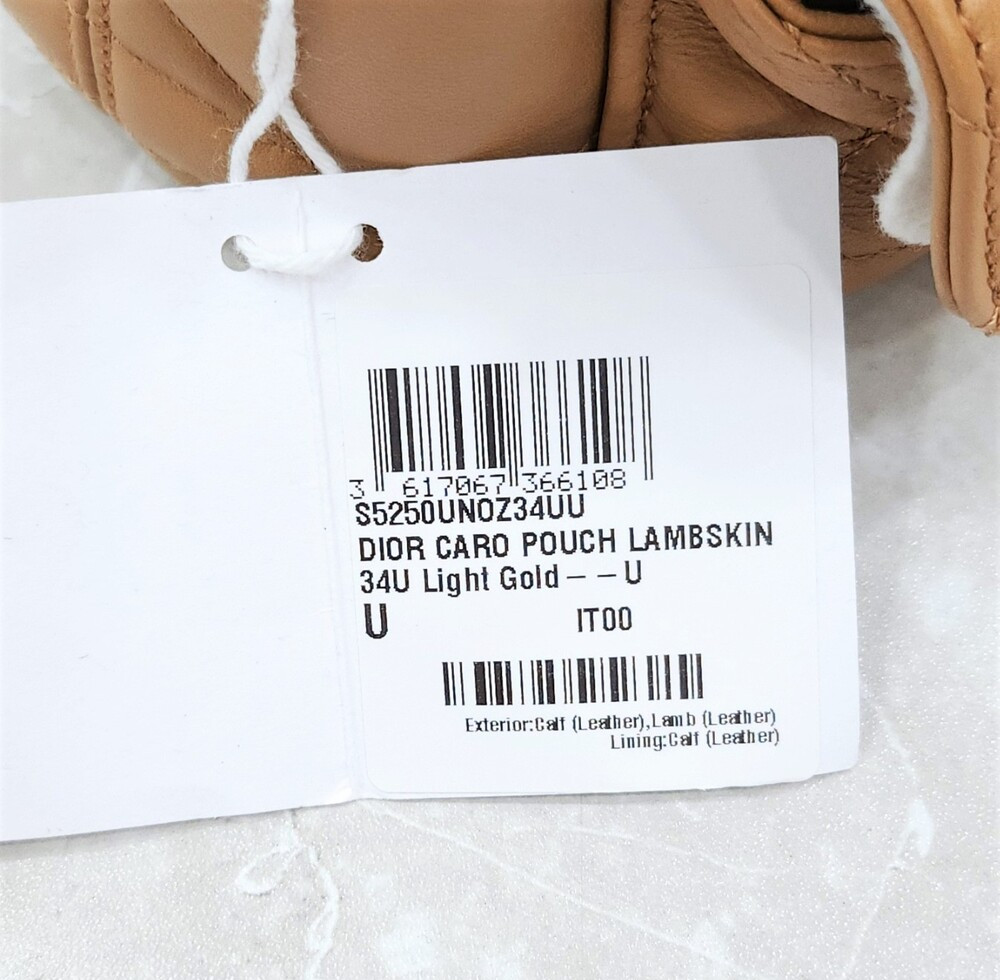 3 617067 366108
S5250UNOZ34UU
DIOR CARO POUCH LAMBSKIN
34U Light Gold – – U
U IT00
Exterior:Calf (Leather),Lamb (Leather)
Lining:Calf (Leather)